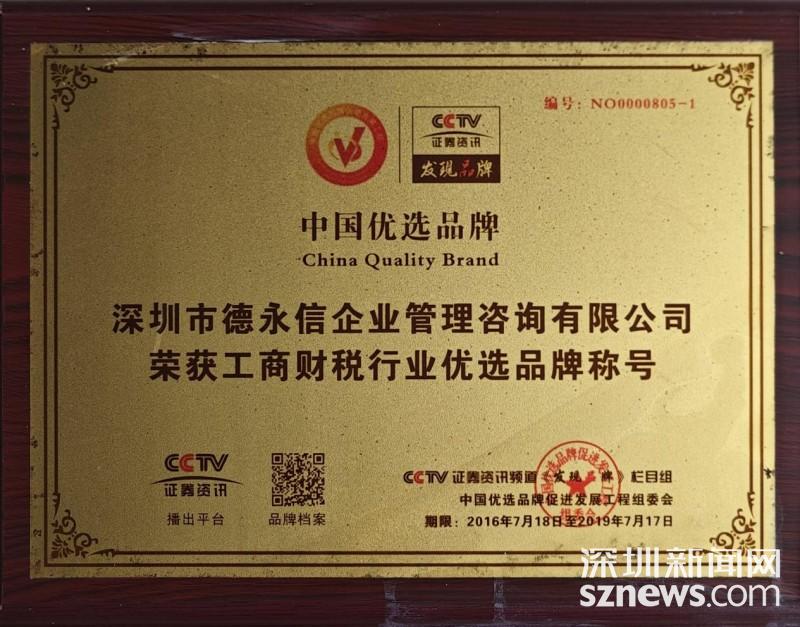 编号：NO0000805-1
CCTV
证券资讯
发现品牌
中国优选品牌
China Quality Brand
深圳市德永信企业管理咨询有限公司
荣获工商财税行业优选品牌称号
CCTV
证券资讯
播出平台
品牌档案
CCTV 证券资讯频道《发现品牌》栏目组
中国优选品牌促进发展工程组委会
期限：2016年7月18日至2019年7月17日
组委会
深圳新闻网
sznews.com